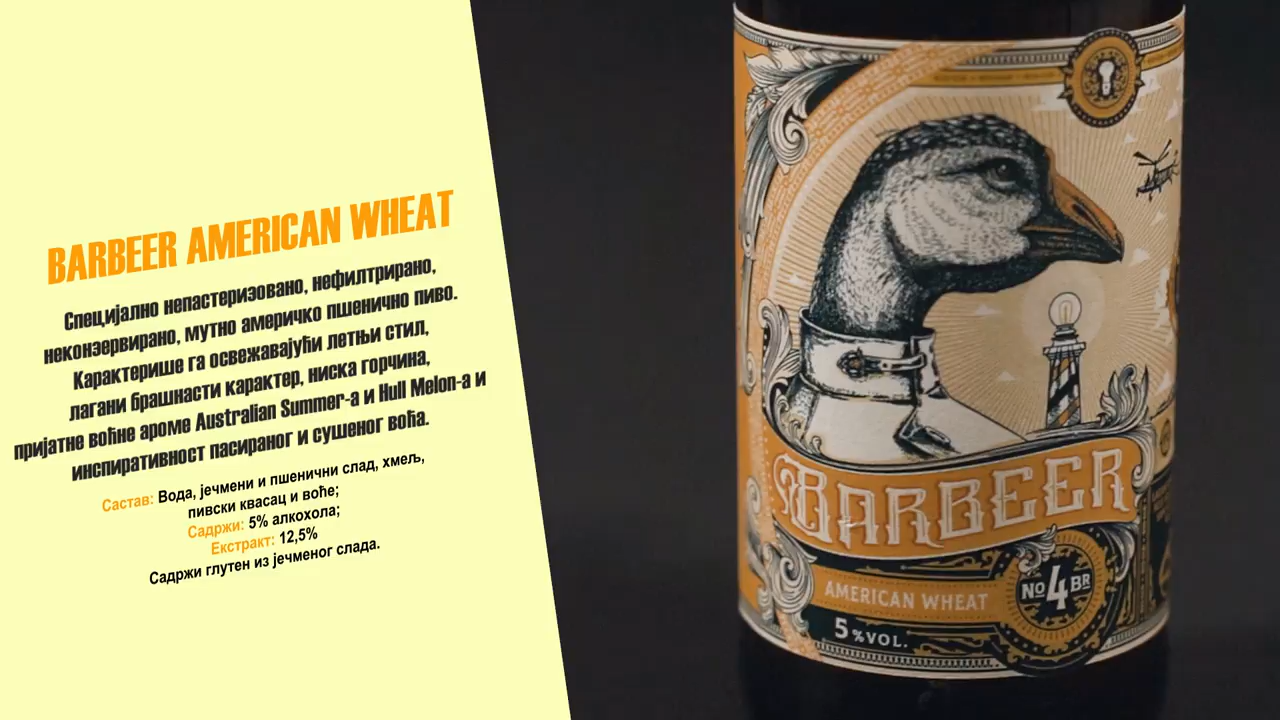 BARBEER AMERICAN WHEAT
Специјално непастеризовано, нефилтрирано,
неконзервирано, мутно америчко пшенично пиво.
Карактерише га освежавајући летњи стил,
лагани брашнасти карактер, ниска горчина,
пријатне воћне ароме Australian Summer-а и Hull Melon-а и
инспиративност пасираног и сушеног воћа.
Састав: Вода, јечмени и пшенични слад, хмељ,
пивски квасац и воће;
Садржи: 5% алкохола;
Екстракт: 12,5%
Садржи глутен из јечменог слада.
BARBEER
AMERICAN WHEAT
No 4 BR
5%VOL.